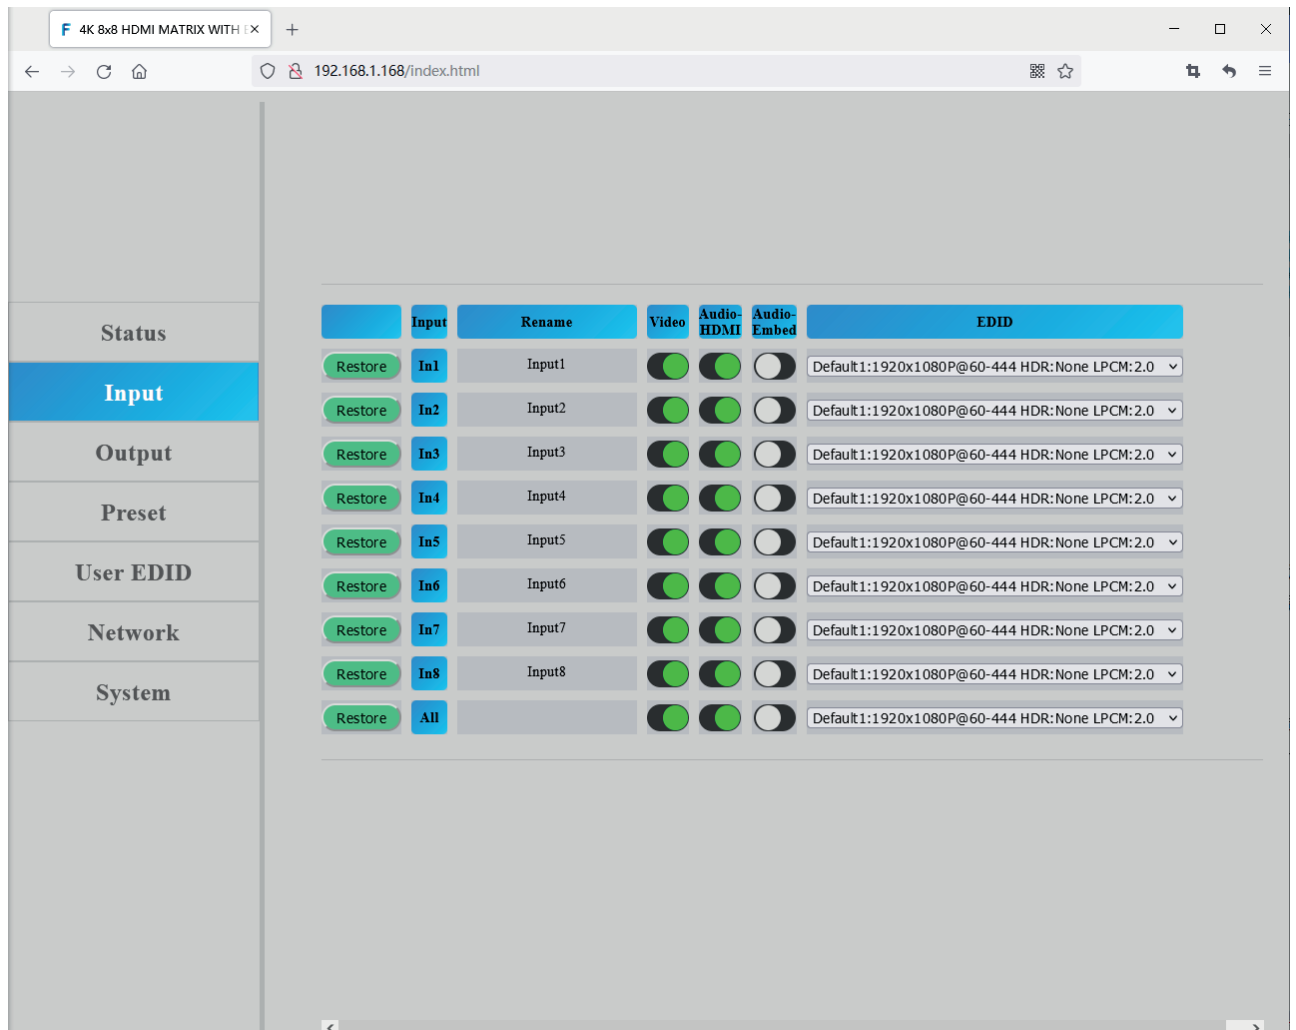 F 4K 8x8 HDMI MATRIX WITH
192.168.1.168/index.html
Status
Input
Output
Preset
User EDID
Network
System
Input Rename Video Audio-HDMI Audio-Embed EDID
Restore In1 Input1 Default1:1920x1080P@60-444 HDR:None LPCM:2.0
Restore In2 Input2 Default1:1920x1080P@60-444 HDR:None LPCM:2.0
Restore In3 Input3 Default1:1920x1080P@60-444 HDR:None LPCM:2.0
Restore In4 Input4 Default1:1920x1080P@60-444 HDR:None LPCM:2.0
Restore In5 Input5 Default1:1920x1080P@60-444 HDR:None LPCM:2.0
Restore In6 Input6 Default1:1920x1080P@60-444 HDR:None LPCM:2.0
Restore In7 Input7 Default1:1920x1080P@60-444 HDR:None LPCM:2.0
Restore In8 Input8 Default1:1920x1080P@60-444 HDR:None LPCM:2.0
Restore All Default1:1920x1080P@60-444 HDR:None LPCM:2.0